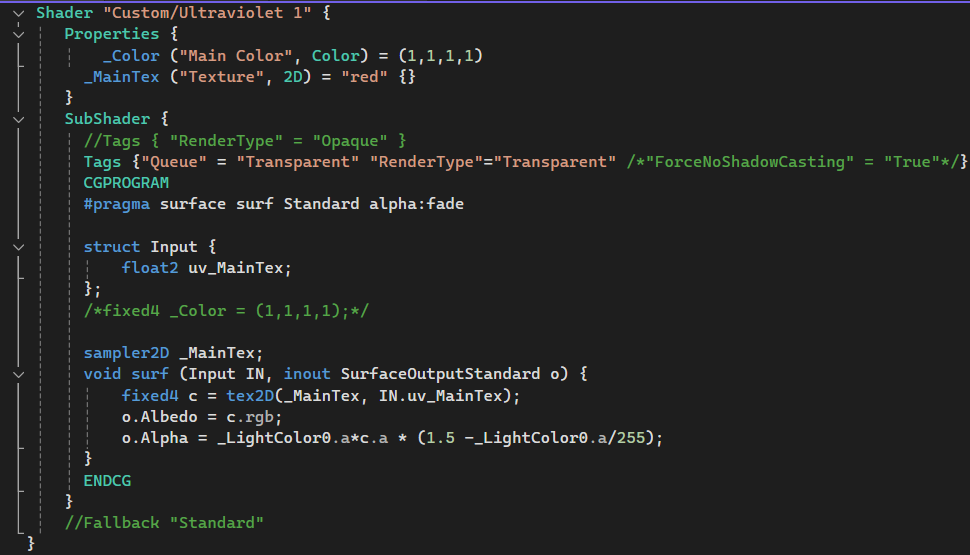 Shader "Custom/Ultraviolet 1" {
Properties {
_Color ("Main Color", Color) = (1,1,1,1)
_MainTex ("Texture", 2D) = "red" {}
}
SubShader {
//Tags { "RenderType" = "Opaque" }
Tags {"Queue" = "Transparent" "RenderType"="Transparent" /*"ForceNoShadowCasting" = "True"*/}
CGPROGRAM
#pragma surface surf Standard alpha:fade
struct Input {
float2 uv_MainTex;
};
/*fixed4 _Color = (1,1,1,1);*/
sampler2D _MainTex;
void surf (Input IN, inout SurfaceOutputStandard o) {
fixed4 c = tex2D(_MainTex, IN.uv_MainTex);
o.Albedo = c.rgb;
o.Alpha = _LightColor0.a*c.a * (1.5 -_LightColor0.a/255);
}
ENDCG
}
//Fallback "Standard"
}